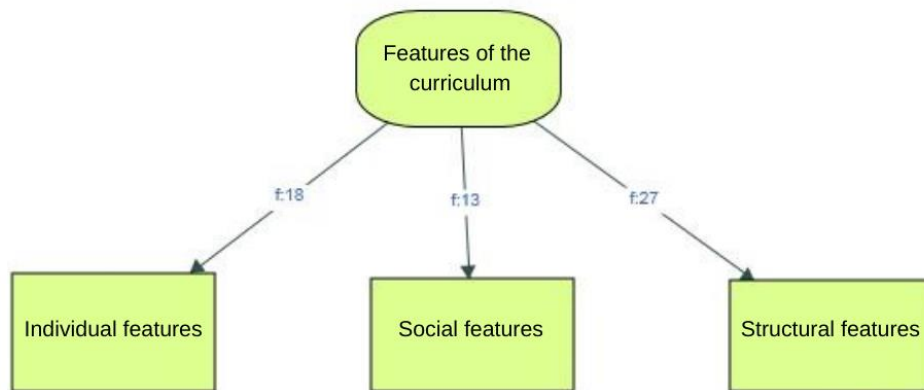 Features of the
curriculum
f:18
f:13
f:27
Individual features
Social features
Structural features